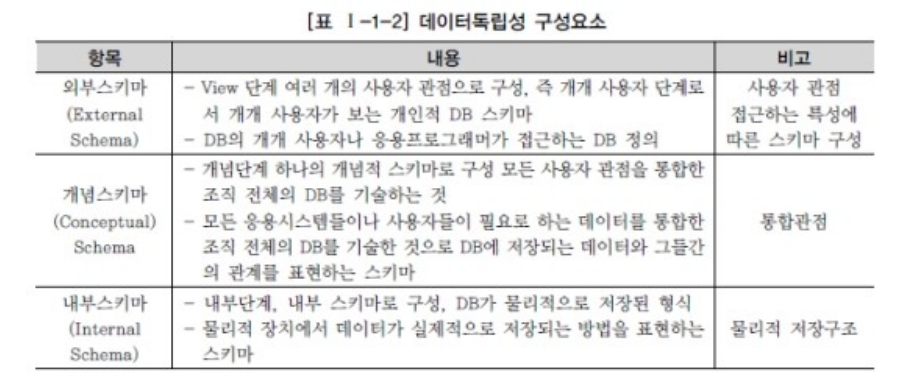 [표 Ⅰ-1-2] 데이터독립성 구성요소
항목 내용 비고
외부스키마
(External
Schema)
- View 단계 여러 개의 사용자 관점으로 구성, 즉 개개 사용자 단계로
서 개개 사용자가 보는 개인적 DB 스키마
- DB의 개개 사용자나 응용프로그래머가 접근하는 DB 정의
사용자 관점
접근하는 특성에
따른 스키마 구성
개념스키마
(Conceptual)
Schema
- 개념단계 하나의 개념적 스키마로 구성 모든 사용자 관점을 통합한
조직 전체의 DB를 기술하는 것
- 모든 응용시스템들이나 사용자들이 필요로 하는 데이터를 통합한
조직 전체의 DB를 기술한 것으로 DB에 저장되는 데이터와 그들간
의 관계를 표현하는 스키마
통합관점
내부스키마
(Internal
Schema)
- 내부단계, 내부 스키마로 구성, DB가 물리적으로 저장된 형식
- 물리적 장치에서 데이터가 실제적으로 저장되는 방법을 표현하는
스키마
물리적 저장구조